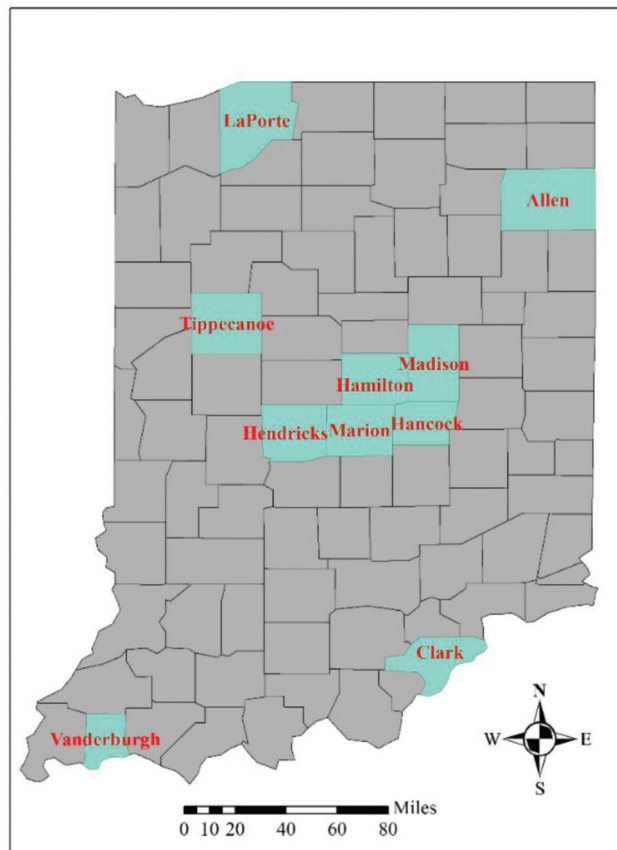 LaPorte
Allen
Tippecanoe
Madison
Hamilton
Hendricks
Marion
Hancock
Clark
Vanderburgh
N
W
E
S
Miles
0 10 20 40 60 80